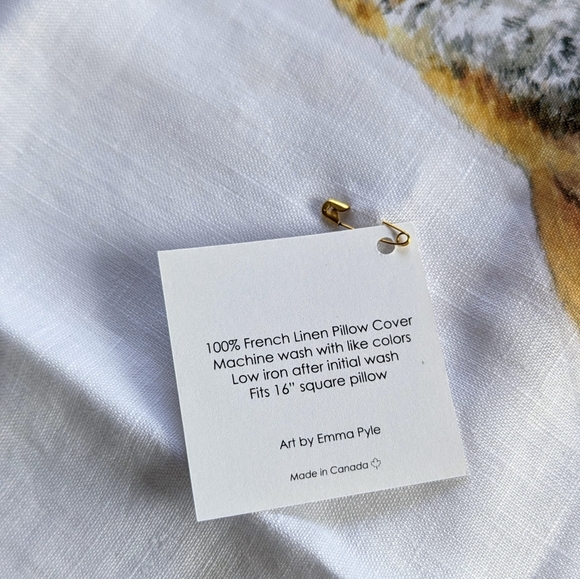 100% French Linen Pillow Cover
Machine wash with like colors
Low iron after initial wash
Fits 16" square pillow
Art by Emma Pyle
Made in Canada